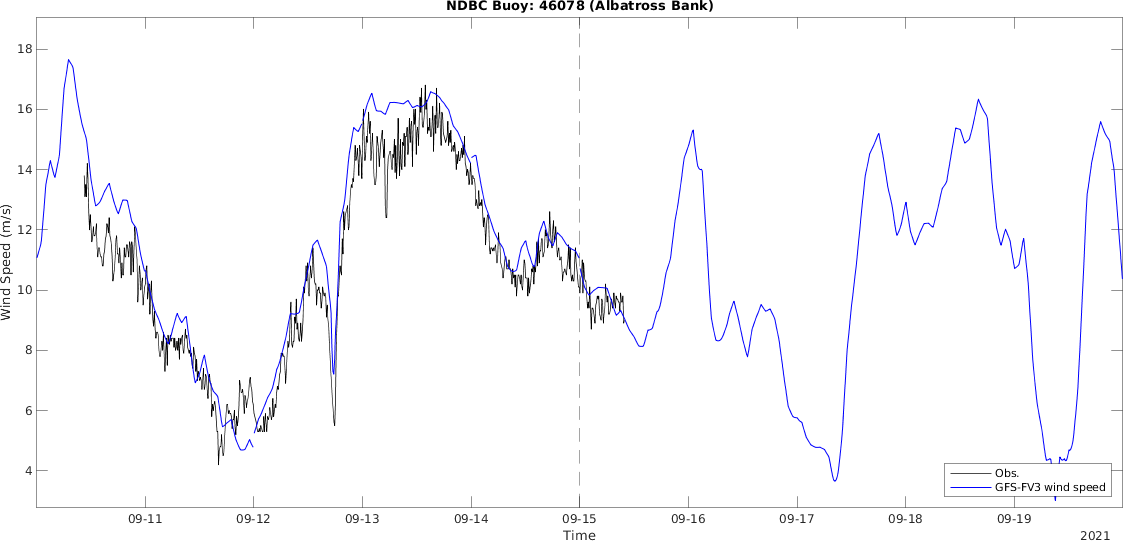 NDBC Buoy: 46078 (Albatross Bank)
18
16
14
12
10
8
6
4
Wind Speed (m/s)
Obs.
GFS-FV3 wind speed
09-11 09-12 09-13 09-14 09-15 09-16 09-17 09-18 09-19
Time
2021